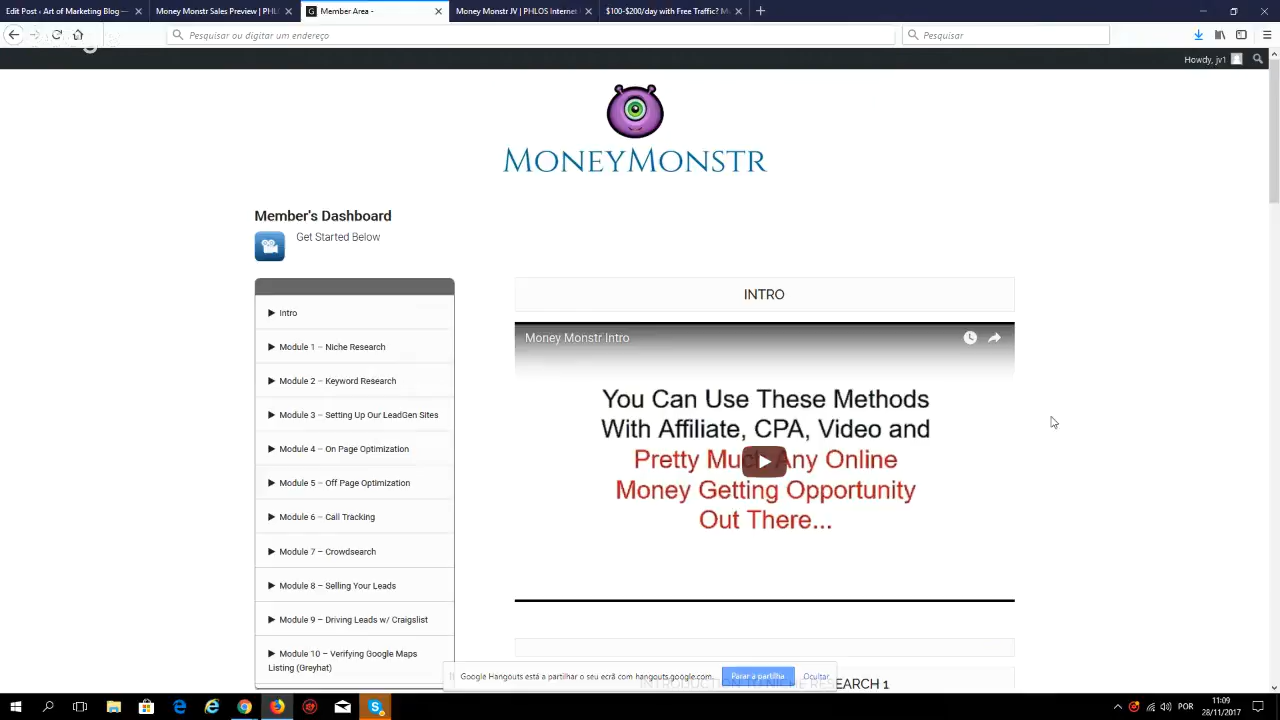 Edit Post ‹ Art of Marketing Blog —
Money Monstr Sales Preview | PHL
Member Area -
Money Monstr JV | PHLOS Internet
$100-$200/day with Free Traffic? M
Pesquisar ou digitar um endereço
Pesquisar
Howdy, jv1
MONEYMONSTR
Member's Dashboard
Get Started Below
Intro
Module 1 – Niche Research
Module 2 – Keyword Research
Module 3 – Setting Up Our LeadGen Sites
Module 4 – On Page Optimization
Module 5 – Off Page Optimization
Module 6 – Call Tracking
Module 7 – Crowdsearch
Module 8 – Selling Your Leads
Module 9 – Driving Leads w/ Craigslist
Module 10 – Verifying Google Maps
Listing (Greyhat)
INTRO
Money Monstr Intro
You Can Use These Methods
With Affiliate, CPA, Video and
Pretty Much Any Online
Money Getting Opportunity
Out There...
INTRODUCTION TO NICHE RESEARCH 1
Google Hangouts está a partilhar o seu ecrã com hangouts.google.com.
Parar a partilha
Ocultar
POR
11:09
28/11/2017